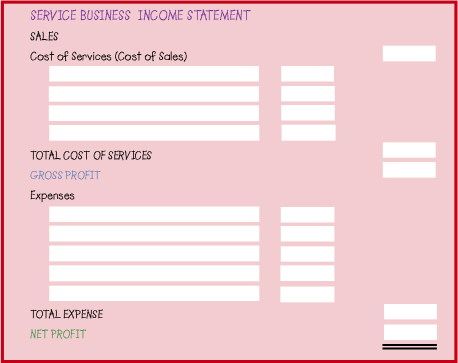 SERVICE BUSINESS INCOME STATEMENT
SALES
Cost of Services (Cost of Sales)
TOTAL COST OF SERVICES
GROSS PROFIT
Expenses
TOTAL EXPENSE
NET PROFIT